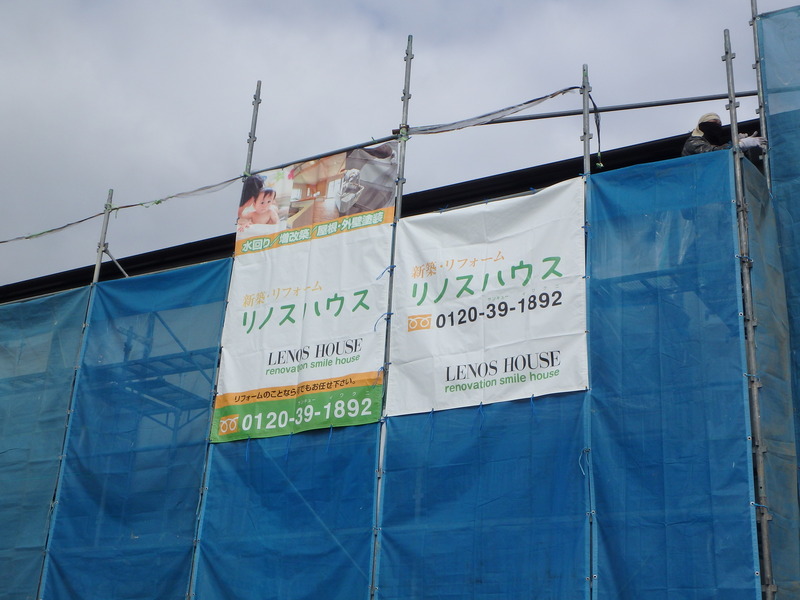 水回り／増改築／屋根・外壁塗装
新築・リフォーム
リノスハウス
LENOS HOUSE
renovation smile house
リフォームのことなら何でもお任せ下さい。
0120-39-1892
新築・リフォーム
リノスハウス
0120-39-1892
LENOS HOUSE
renovation smile house